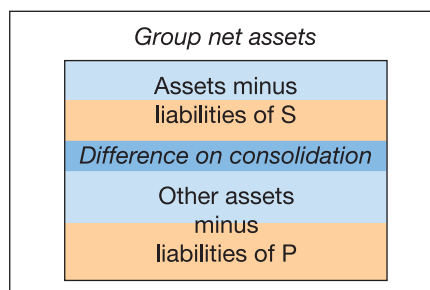 Group net assets
Assets minus
liabilities of S
Difference on consolidation
Other assets
minus
liabilities of P